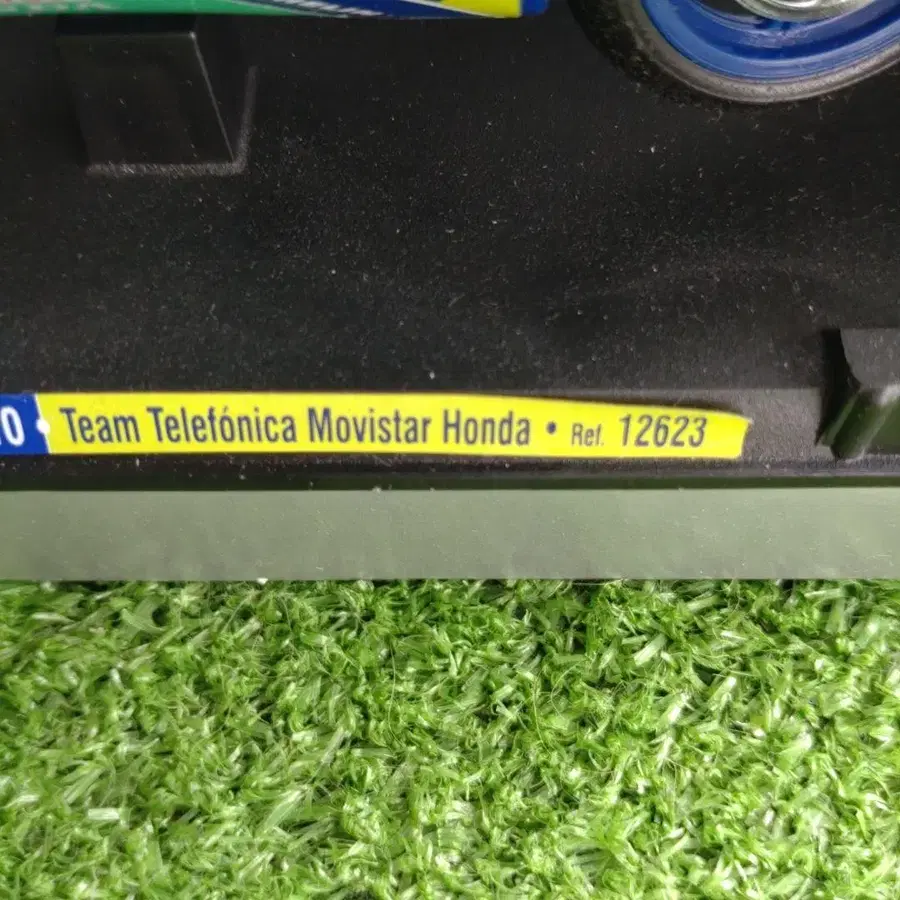 Team Telefónica Movistar Honda • Ref. 12623